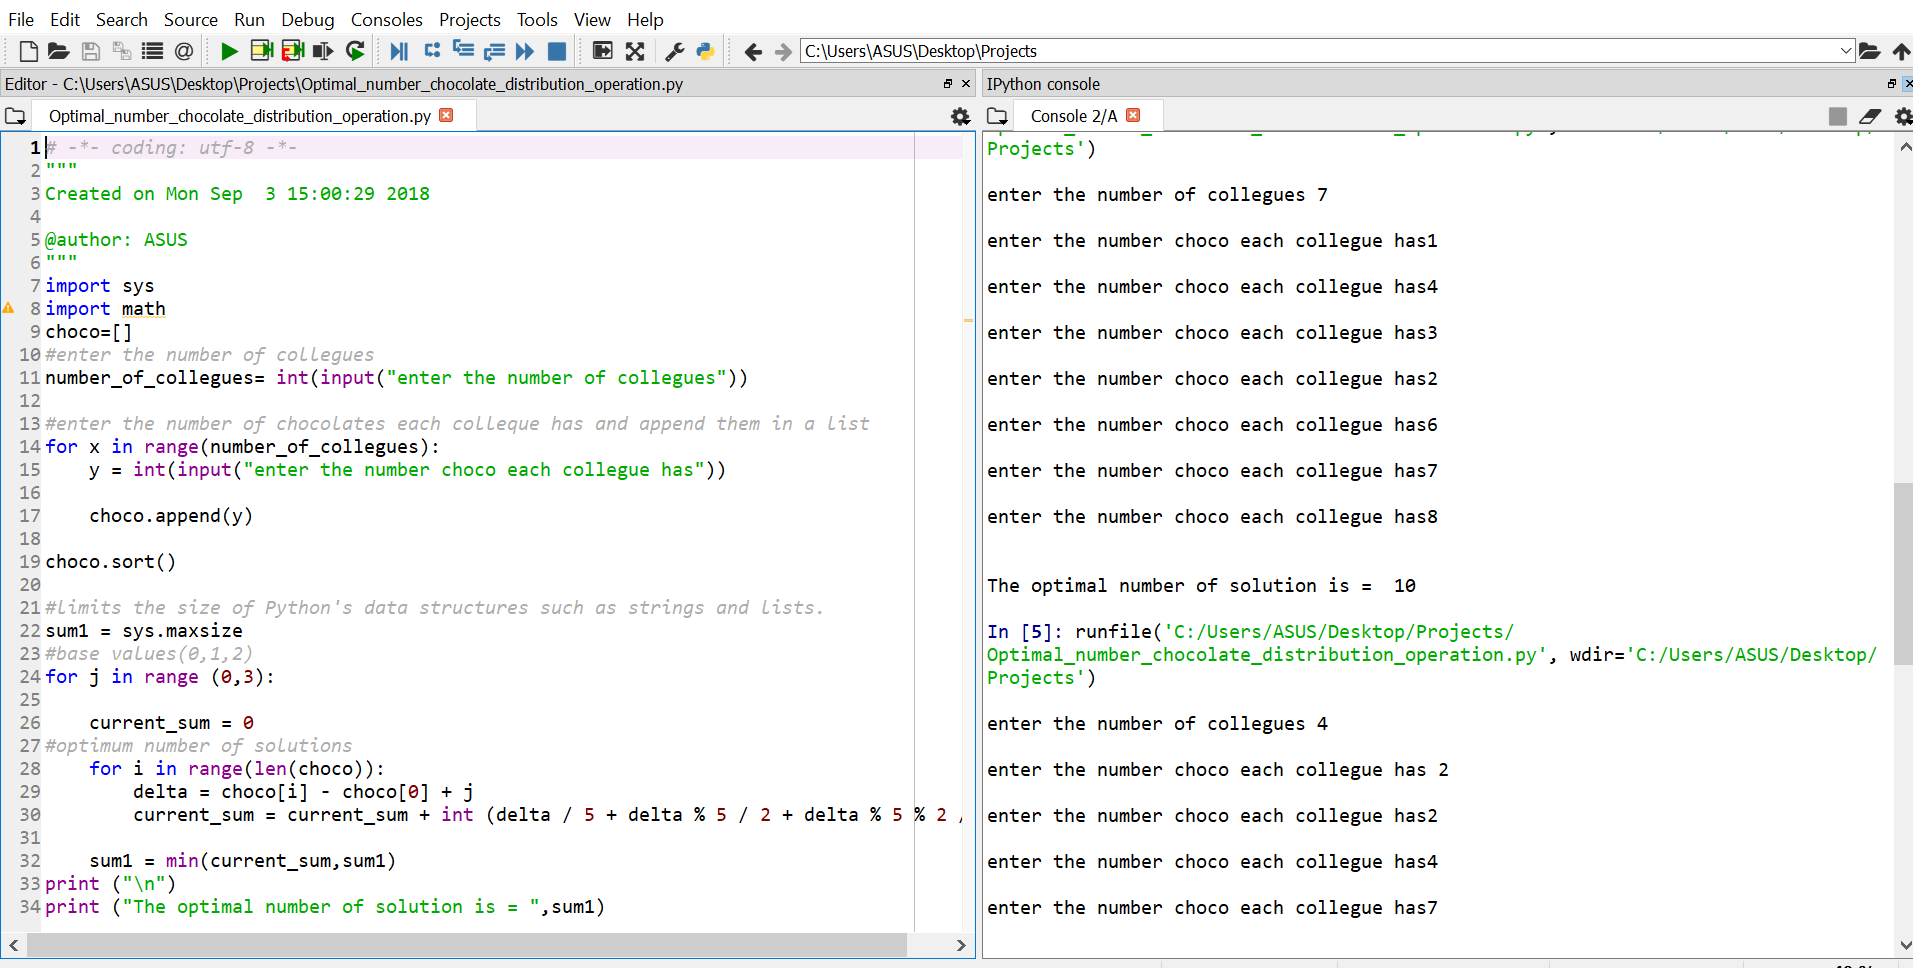 File Edit Search Source Run Debug Consoles Projects Tools View Help
C:\Users\ASUS\Desktop\Projects
Editor - C:\Users\ASUS\Desktop\Projects\Optimal_number_chocolate_distribution_operation.py
Optimal_number_chocolate_distribution_operation.py
1 # -*- coding: utf-8 -*-
2 """
3 Created on Mon Sep  3 15:00:29 2018
4
5 @author: ASUS
6 """
7 import sys
8 import math
9 choco=[]
10 #enter the number of collegues
11 number_of_collegues= int(input("enter the number of collegues"))
12
13 #enter the number of chocolates each colleque has and append them in a list
14 for x in range(number_of_collegues):
15     y = int(input("enter the number choco each collegue has"))
16
17     choco.append(y)
18
19 choco.sort()
20
21 #limits the size of Python's data structures such as strings and lists.
22 sum1 = sys.maxsize
23 #base values(0,1,2)
24 for j in range (0,3):
25
26     current_sum = 0
27 #optimum number of solutions
28     for i in range(len(choco)):
29         delta = choco[i] - choco[0] + j
30         current_sum = current_sum + int (delta / 5 + delta % 5 / 2 + delta % 5 % 2 /
31
32     sum1 = min(current_sum,sum1)
33 print ("\n")
34 print ("The optimal number of solution is = ",sum1)
IPython console
Console 2/A
Projects')
enter the number of collegues 7
enter the number choco each collegue has1
enter the number choco each collegue has4
enter the number choco each collegue has3
enter the number choco each collegue has2
enter the number choco each collegue has6
enter the number choco each collegue has7
enter the number choco each collegue has8
The optimal number of solution is =  10
In [5]: runfile('C:/Users/ASUS/Desktop/Projects/
Optimal_number_chocolate_distribution_operation.py', wdir='C:/Users/ASUS/Desktop/
Projects')
enter the number of collegues 4
enter the number choco each collegue has 2
enter the number choco each collegue has2
enter the number choco each collegue has4
enter the number choco each collegue has7